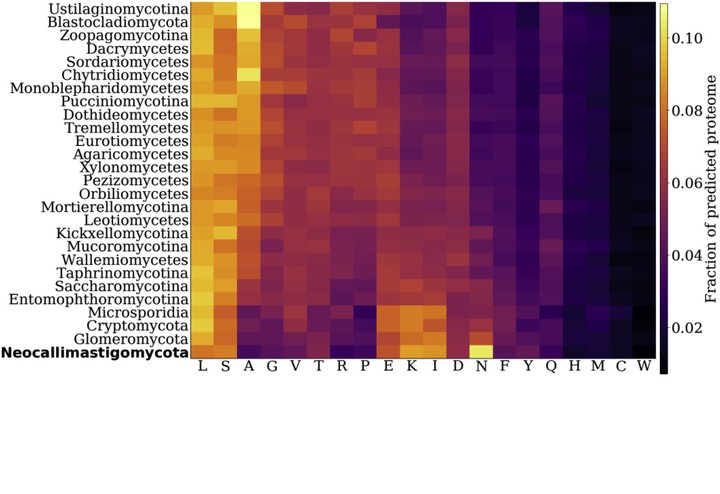 Ustilaginomycotina
Blastocladiomycota
Zoopagomycotina
Dacrymycetes
Sordariomycetes
Chytridiomycetes
Monoblepharidomycetes
Pucciniomycotina
Dothideomycetes
Tremellomycetes
Eurotiomycetes
Agaricomycetes
Xylonomycetes
Pezizomycetes
Orbiliomycetes
Mortierellomycotina
Leotiomycetes
Kickxellomycotina
Mucoromycotina
Wallemiomycetes
Taphrinomycotina
Saccharomycotina
Entomophthoromycotina
Microsporidia
Cryptomycota
Glomeromycota
Neocallimastigomycota
L S A G V T R P E K I D N F Y Q H M C W
0.10
0.08
0.06
0.04
0.02
Fraction of predicted proteome